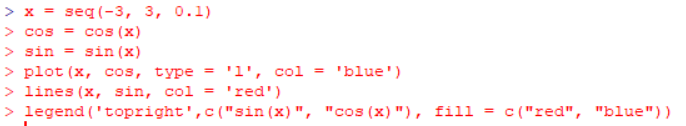 > x = seq(-3, 3, 0.1)
> cos = cos(x)
> sin = sin(x)
> plot(x, cos, type = 'l', col = 'blue')
> lines(x, sin, col = 'red')
> legend('topright',c("sin(x)", "cos(x)"), fill = c("red", "blue"))